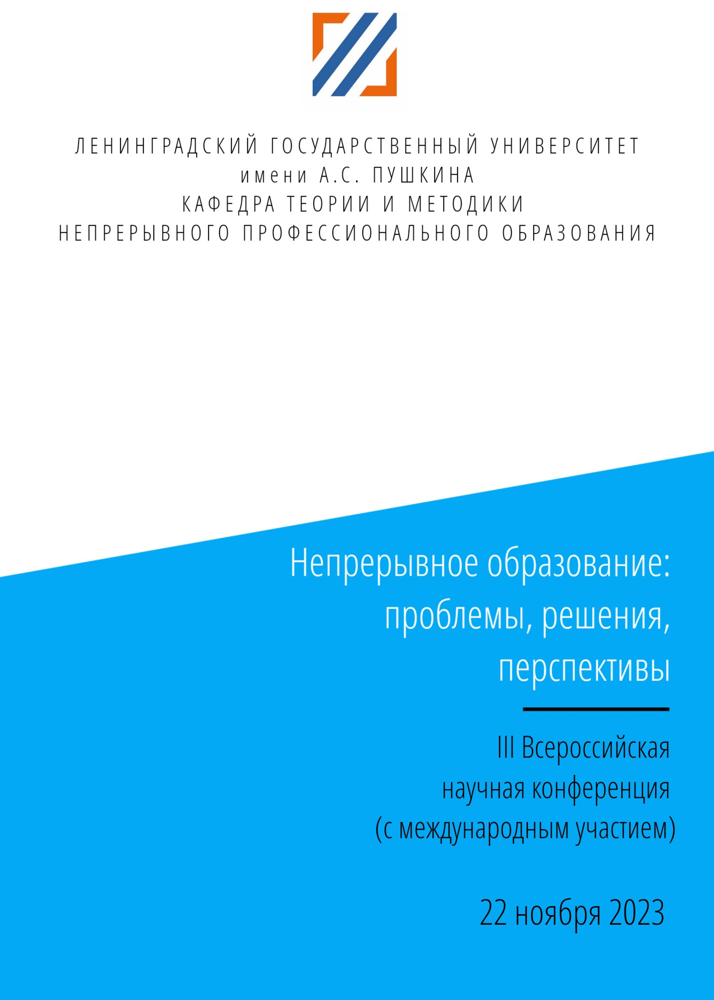 ЛЕНИНГРАДСКИЙ ГОСУДАРСТВЕННЫЙ УНИВЕРСИТЕТ
имени А.С. ПУШКИНА
КАФЕДРА ТЕОРИИ И МЕТОДИКИ
НЕПРЕРЫВНОГО ПРОФЕССИОНАЛЬНОГО ОБРАЗОВАНИЯ
Непрерывное образование:
проблемы, решения,
перспективы
III Всероссийская
научная конференция
(с международным участием)
22 ноября 2023